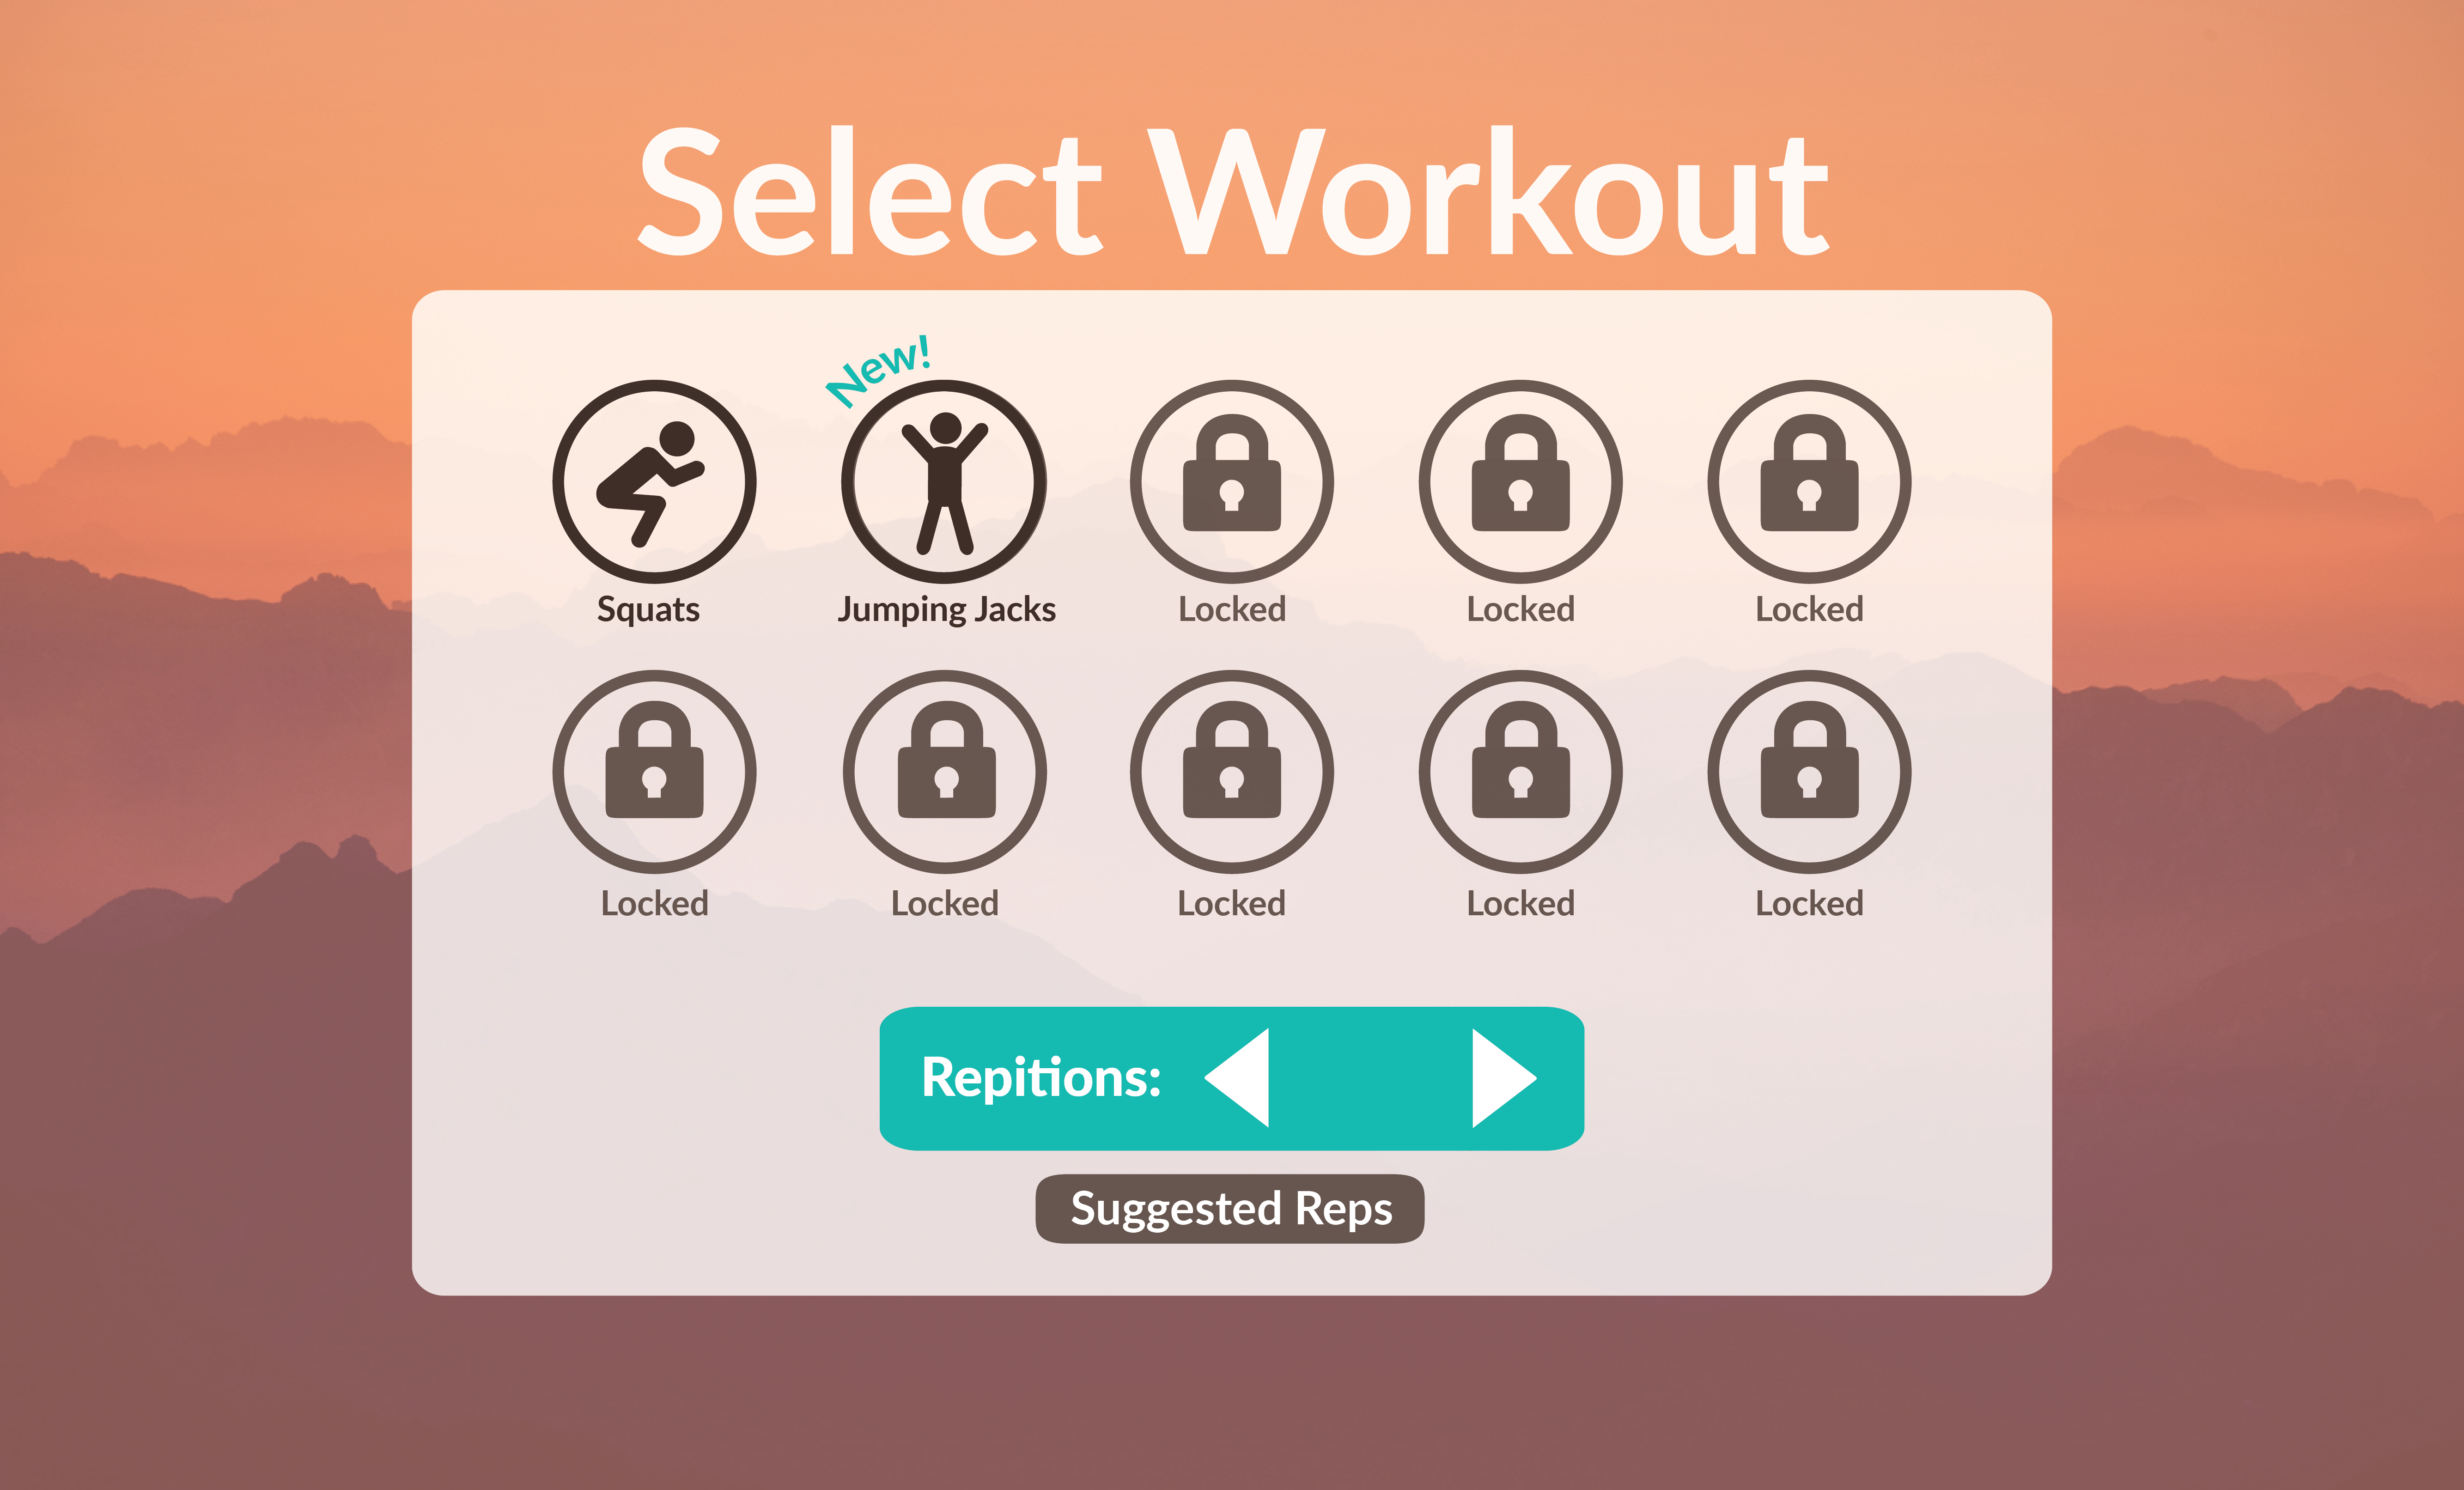 Select Workout
New!
Squats
Jumping Jacks
Locked
Locked
Locked
Locked
Locked
Locked
Locked
Locked
Repitions:
Suggested Reps